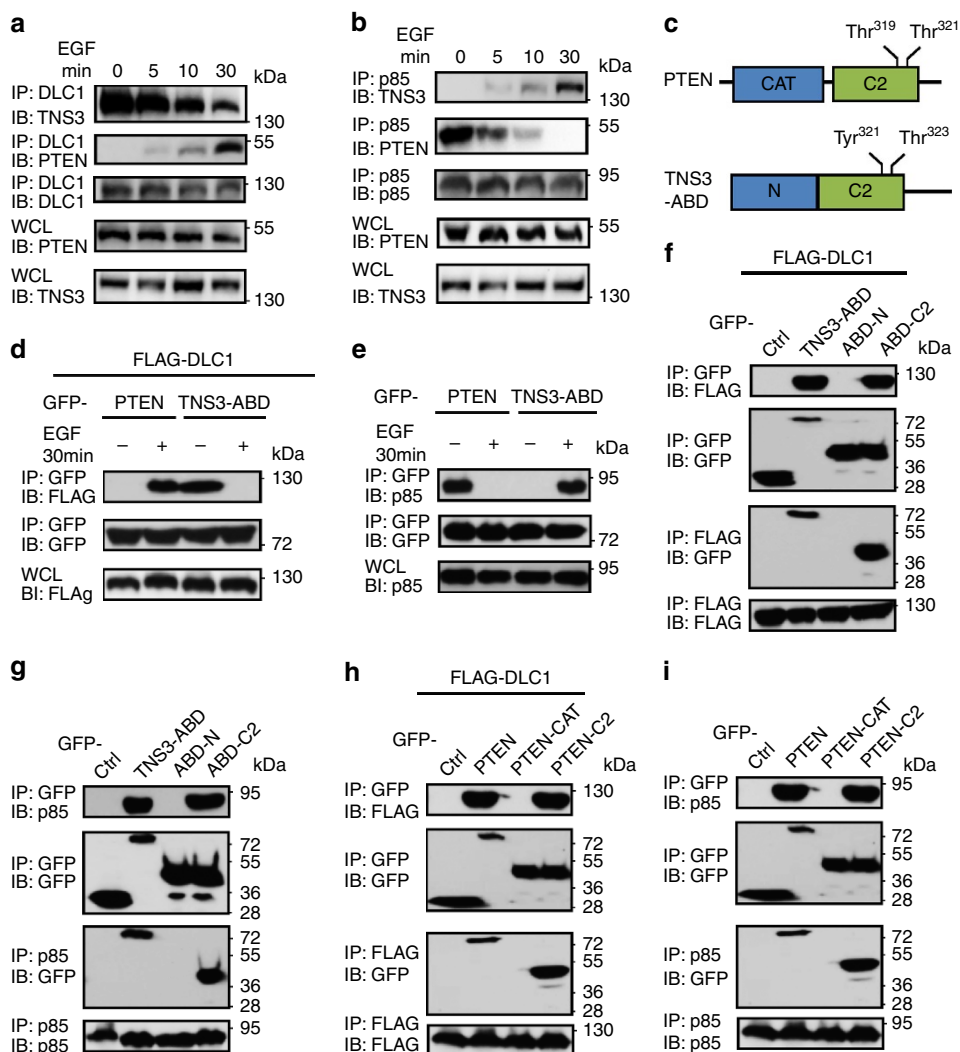 a
EGF
min 0 5 10 30 kDa
IP: DLC1
IB: TNS3
130
IP: DLC1
IB: PTEN
55
IP: DLC1
IB: DLC1
130
WCL
IB: PTEN
55
WCL
IB: TNS3
130
b
EGF
min 0 5 10 30 kDa
IP: p85
IB: TNS3
130
IP: p85
IB: PTEN
55
IP: p85
IB: p85
95
WCL
IB: PTEN
55
WCL
IB: TNS3
130
c
Thr319 Thr321
PTEN CAT C2
Tyr321 Thr323
TNS3
-ABD
N C2
d
FLAG-DLC1
GFP- PTEN TNS3-ABD
EGF
30min − + − + kDa
IP: GFP
IB: FLAG
130
IP: GFP
IB: GFP
72
WCL
BI: FLAg
130
e
GFP- PTEN TNS3-ABD
EGF
30min − + − + kDa
IP: GFP
IB: p85
95
IP: GFP
IB: GFP
72
WCL
BI: p85
95
f
FLAG-DLC1
GFP- Ctrl TNS3-ABD ABD-N ABD-C2
kDa
IP: GFP
IB: FLAG
130
IP: GFP
IB: GFP
72
55
36
28
IP: FLAG
IB: GFP
72
55
36
28
IP: FLAG
IB: FLAG
130
g
GFP- Ctrl TNS3-ABD ABD-N ABD-C2
kDa
IP: GFP
IB: p85
95
IP: GFP
IB: GFP
72
55
36
28
IP: p85
IB: GFP
72
55
36
28
IP: p85
IB: p85
95
h
FLAG-DLC1
GFP- Ctrl PTEN PTEN-CAT PTEN-C2
kDa
IP: GFP
IB: FLAG
130
IP: GFP
IB: GFP
72
55
36
28
IP: FLAG
IB: GFP
72
55
36
28
IP: FLAG
IB: FLAG
130
i
GFP- Ctrl PTEN PTEN-CAT PTEN-C2
kDa
IP: GFP
IB: p85
95
IP: GFP
IB: GFP
72
55
36
28
IP: p85
IB: GFP
72
55
36
28
IP: p85
IB: p85
95